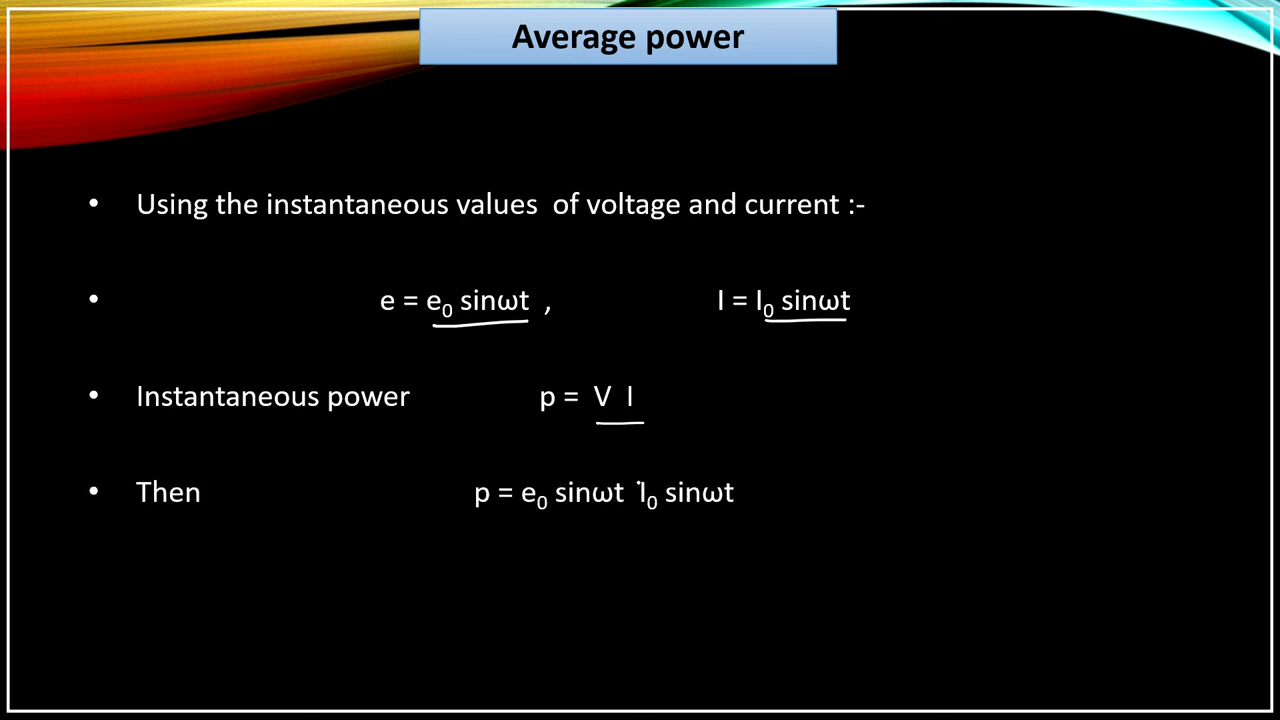 Average power
• Using the instantaneous values of voltage and current :-
• e = e₀ sinωt , I = I₀ sinωt
• Instantaneous power p = V I
• Then p = e₀ sinωt I₀ sinωt